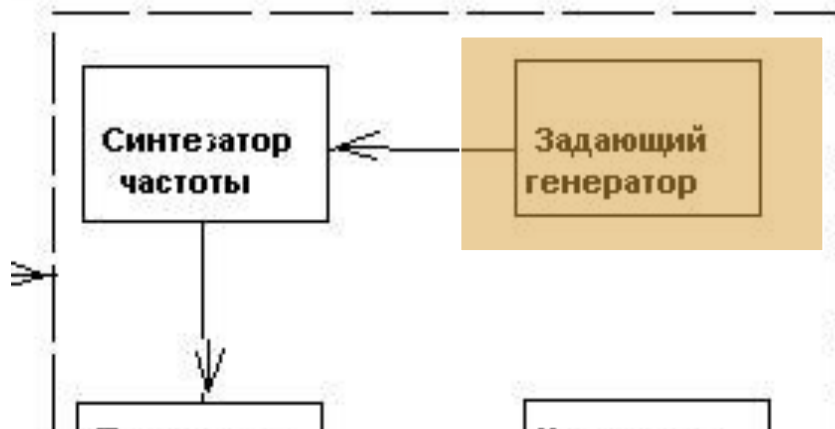 Синтезатор
частоты
Задающий
генератор